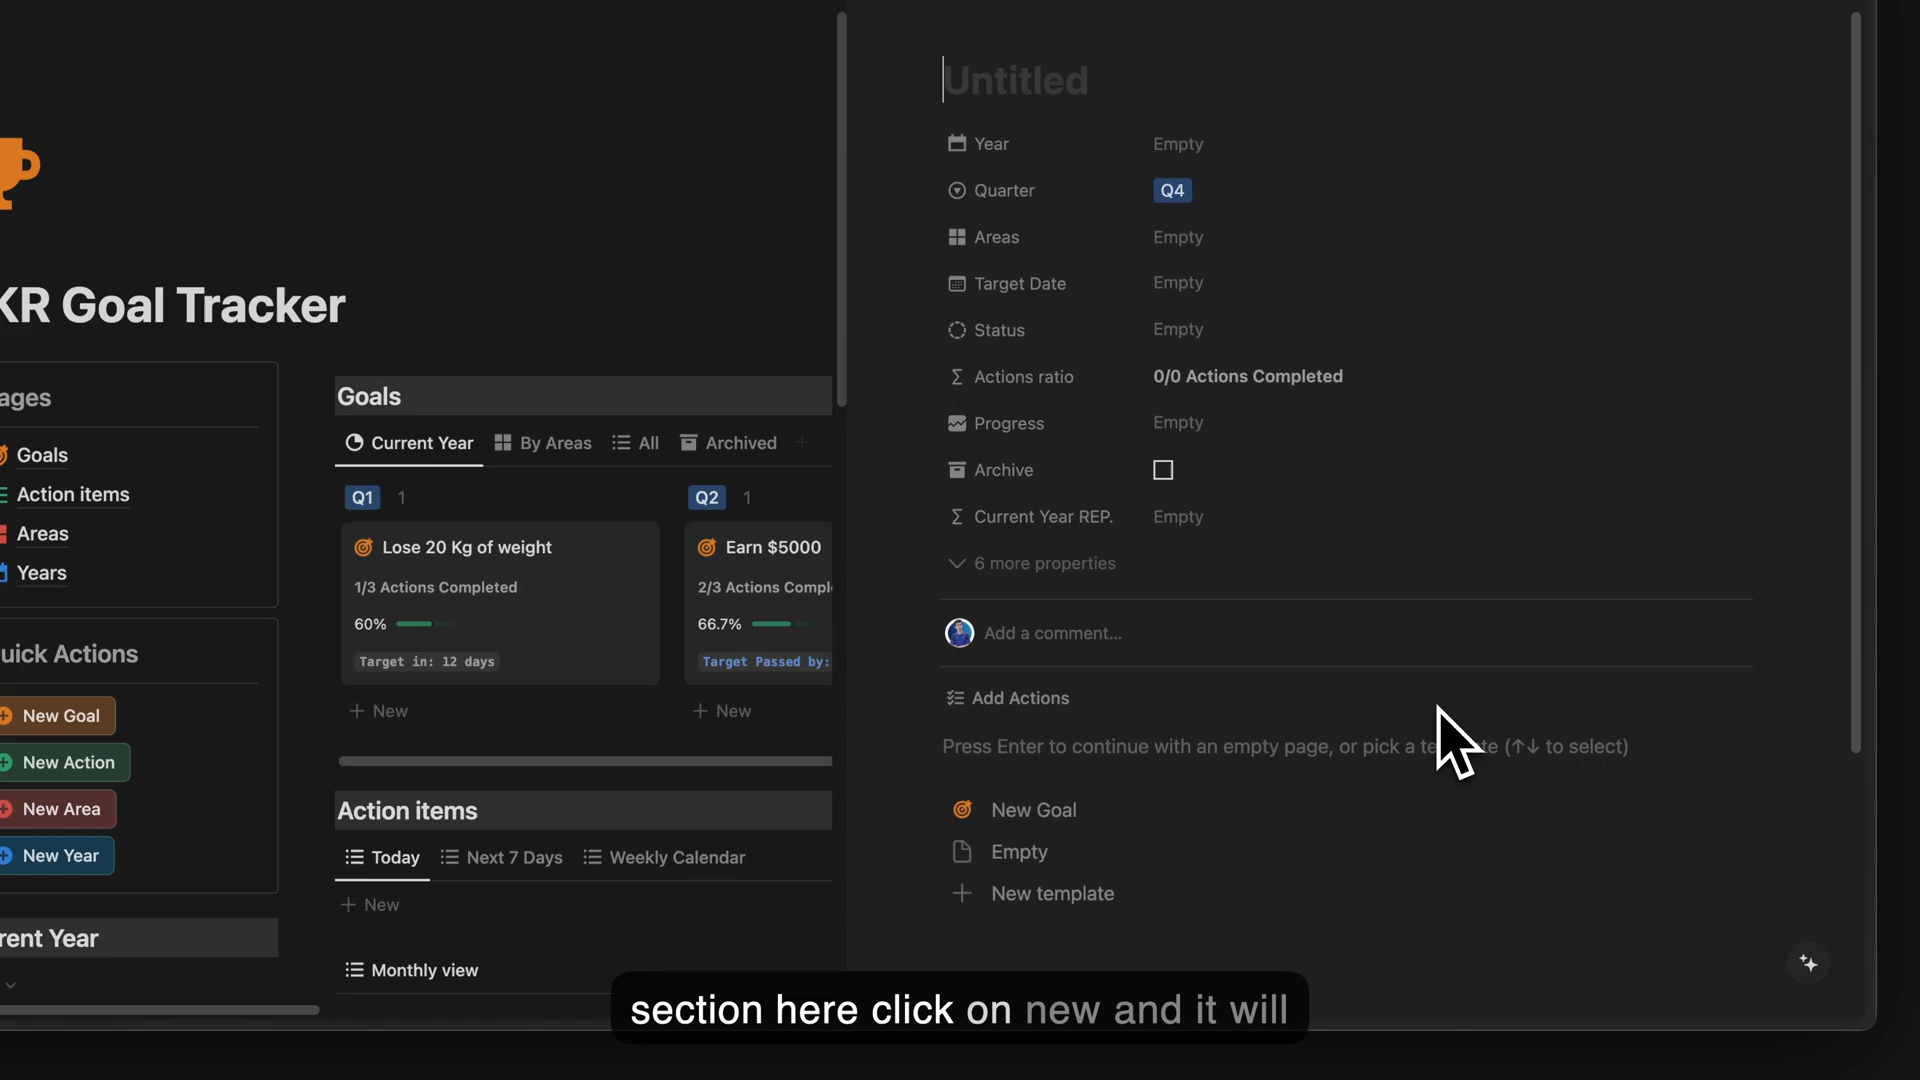 KR Goal Tracker
ages
Goals
Action items
Areas
Years
uick Actions
New Goal
New Action
New Area
New Year
rent Year
Goals
Current Year By Areas All Archived
Q1 1
Lose 20 Kg of weight
1/3 Actions Completed
60%
Target in: 12 days
+ New
Q2 1
Earn $5000
2/3 Actions Compl
66.7%
Target Passed by:
+ New
Action items
Today Next 7 Days Weekly Calendar
+ New
Monthly view
Untitled
Year Empty
Quarter Q4
Areas Empty
Target Date Empty
Status Empty
Actions ratio 0/0 Actions Completed
Progress Empty
Archive
Current Year REP. Empty
6 more properties
Add a comment...
Add Actions
Press Enter to continue with an empty page, or pick a te te (↑↓ to select)
New Goal
Empty
+ New template
section here click on new and it will